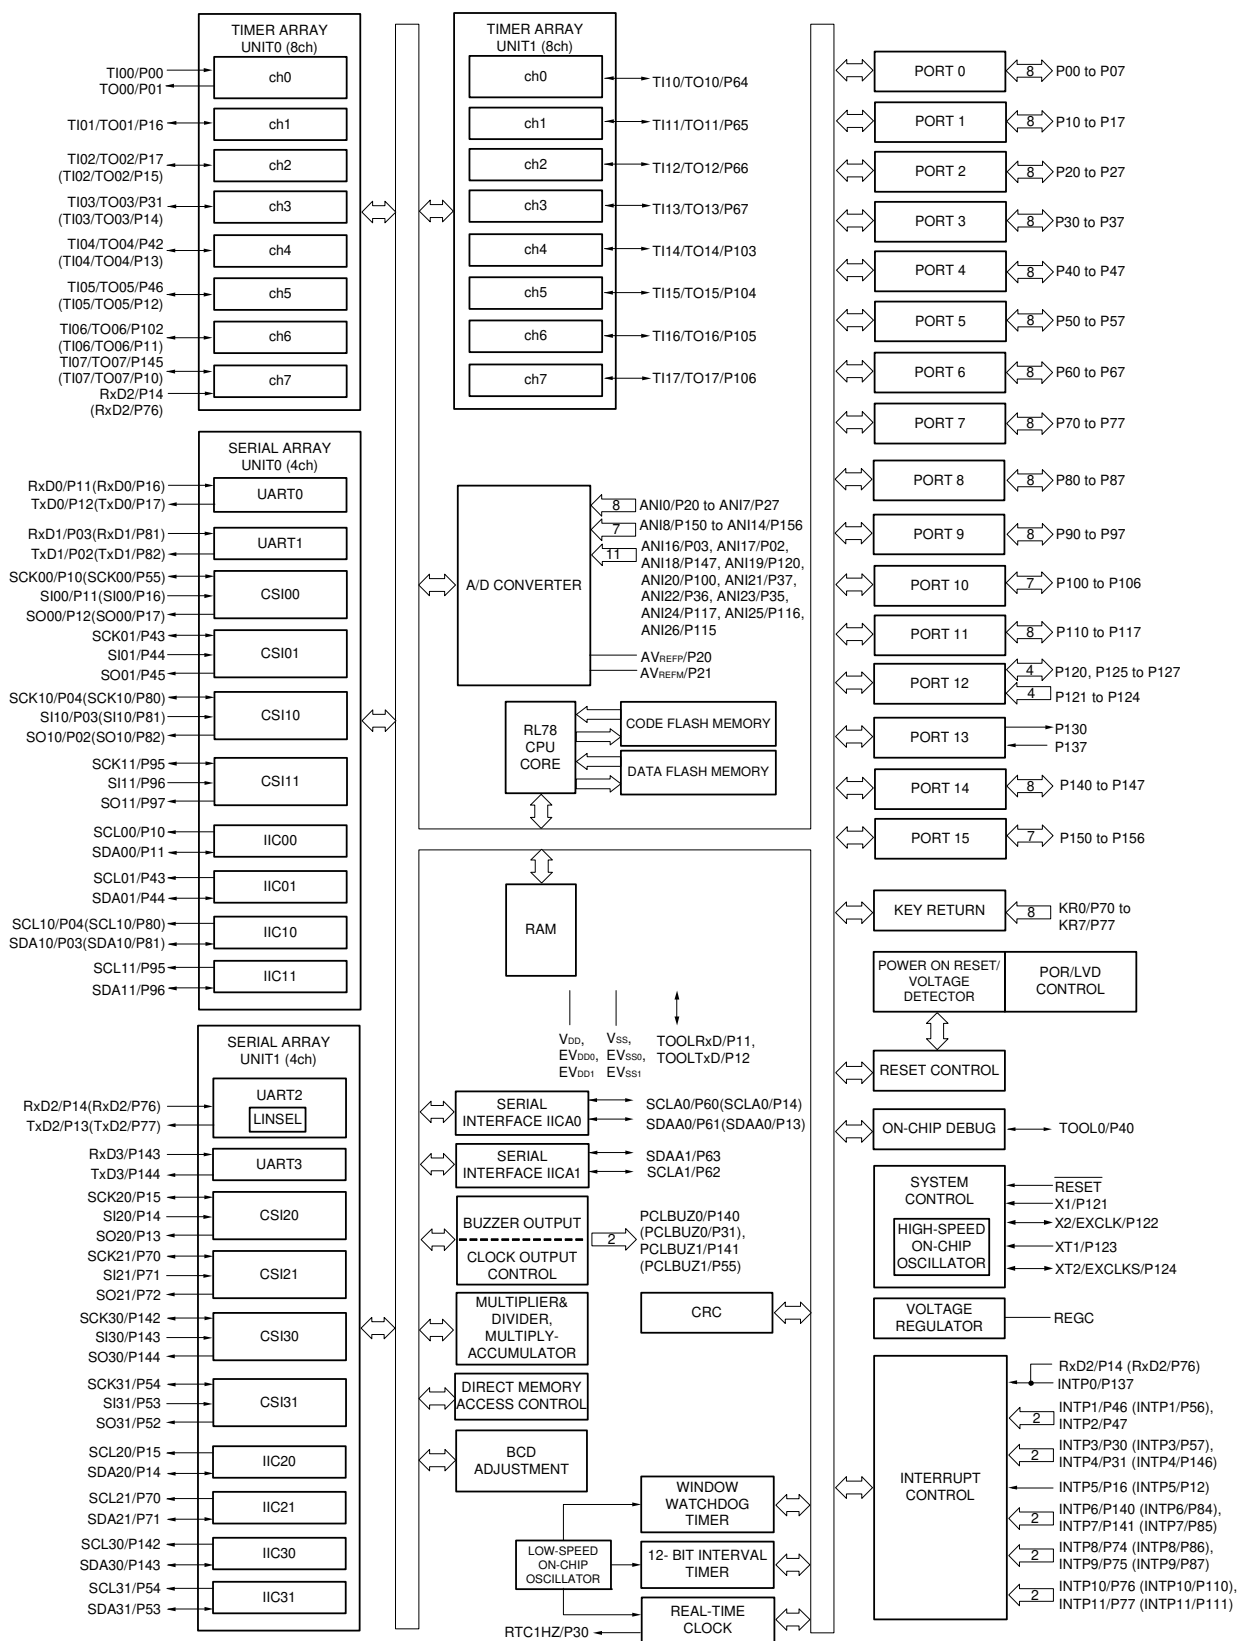 TIMER ARRAY
UNIT0 (8ch)
TI00/P00
TO00/P01
ch0
TI01/TO01/P16
ch1
TI02/TO02/P17
(TI02/TO02/P15)
ch2
TI03/TO03/P31
(TI03/TO03/P14)
ch3
TI04/TO04/P42
(TI04/TO04/P13)
ch4
TI05/TO05/P46
(TI05/TO05/P12)
ch5
TI06/TO06/P102
(TI06/TO06/P11)
ch6
TI07/TO07/P145
(TI07/TO07/P10)
RxD2/P14
(RxD2/P76)
ch7
SERIAL ARRAY
UNIT0 (4ch)
RxD0/P11(RxD0/P16)
TxD0/P12(TxD0/P17)
UART0
RxD1/P03(RxD1/P81)
TxD1/P02(TxD1/P82)
UART1
SCK00/P10(SCK00/P55)
SI00/P11(SI00/P16)
SO00/P12(SO00/P17)
CSI00
SCK01/P43
SI01/P44
SO01/P45
CSI01
SCK10/P04(SCK10/P80)
SI10/P03(SI10/P81)
SO10/P02(SO10/P82)
CSI10
SCK11/P95
SI11/P96
SO11/P97
CSI11
SCL00/P10
SDA00/P11
IIC00
SCL01/P43
SDA01/P44
IIC01
SCL10/P04(SCL10/P80)
SDA10/P03(SDA10/P81)
IIC10
SCL11/P95
SDA11/P96
IIC11
SERIAL ARRAY
UNIT1 (4ch)
RxD2/P14(RxD2/P76)
TxD2/P13(TxD2/P77)
UART2
LINSEL
RxD3/P143
TxD3/P144
UART3
SCK20/P15
SI20/P14
SO20/P13
CSI20
SCK21/P70
SI21/P71
SO21/P72
CSI21
SCK30/P142
SI30/P143
SO30/P144
CSI30
SCK31/P54
SI31/P53
SO31/P52
CSI31
SCL20/P15
SDA20/P14
IIC20
SCL21/P70
SDA21/P71
IIC21
SCL30/P142
SDA30/P143
IIC30
SCL31/P54
SDA31/P53
IIC31
TIMER ARRAY
UNIT1 (8ch)
ch0
TI10/TO10/P64
ch1
TI11/TO11/P65
ch2
TI12/TO12/P66
ch3
TI13/TO13/P67
ch4
TI14/TO14/P103
ch5
TI15/TO15/P104
ch6
TI16/TO16/P105
ch7
TI17/TO17/P106
A/D CONVERTER
8
ANI0/P20 to ANI7/P27
7
ANI8/P150 to ANI14/P156
11
ANI16/P03, ANI17/P02,
ANI18/P147, ANI19/P120,
ANI20/P100, ANI21/P37,
ANI22/P36, ANI23/P35,
ANI24/P117, ANI25/P116,
ANI26/P115
AVREFP/P20
AVREFM/P21
RL78
CPU
CORE
CODE FLASH MEMORY
DATA FLASH MEMORY
RAM
VDD,
EVDD0,
EVDD1
VSS,
EVSS0,
EVSS1
TOOLRxD/P11,
TOOLTxD/P12
SERIAL
INTERFACE IICA0
SCLA0/P60(SCLA0/P14)
SDAA0/P61(SDAA0/P13)
SERIAL
INTERFACE IICA1
SDAA1/P63
SCLA1/P62
BUZZER OUTPUT
CLOCK OUTPUT
CONTROL
2
PCLBUZ0/P140
(PCLBUZ0/P31),
PCLBUZ1/P141
(PCLBUZ1/P55)
MULTIPLIER&
DIVIDER,
MULTIPLY-
ACCUMULATOR
CRC
DIRECT MEMORY
ACCESS CONTROL
BCD
ADJUSTMENT
WINDOW
WATCHDOG
TIMER
LOW-SPEED
ON-CHIP
OSCILLATOR
12- BIT INTERVAL
TIMER
REAL-TIME
CLOCK
RTC1HZ/P30
PORT 0
8
P00 to P07
PORT 1
8
P10 to P17
PORT 2
8
P20 to P27
PORT 3
8
P30 to P37
PORT 4
8
P40 to P47
PORT 5
8
P50 to P57
PORT 6
8
P60 to P67
PORT 7
8
P70 to P77
PORT 8
8
P80 to P87
PORT 9
8
P90 to P97
PORT 10
7
P100 to P106
PORT 11
8
P110 to P117
PORT 12
4
P120, P125 to P127
4
P121 to P124
PORT 13
P130
P137
PORT 14
8
P140 to P147
PORT 15
7
P150 to P156
KEY RETURN
8
KR0/P70 to
KR7/P77
POWER ON RESET/
VOLTAGE
DETECTOR
POR/LVD
CONTROL
RESET CONTROL
ON-CHIP DEBUG
TOOL0/P40
SYSTEM
CONTROL
HIGH-SPEED
ON-CHIP
OSCILLATOR
RESET
X1/P121
X2/EXCLK/P122
XT1/P123
XT2/EXCLKS/P124
VOLTAGE
REGULATOR
REGC
INTERRUPT
CONTROL
RxD2/P14 (RxD2/P76)
INTP0/P137
2
INTP1/P46 (INTP1/P56),
INTP2/P47
2
INTP3/P30 (INTP3/P57),
INTP4/P31 (INTP4/P146)
INTP5/P16 (INTP5/P12)
2
INTP6/P140 (INTP6/P84),
INTP7/P141 (INTP7/P85)
2
INTP8/P74 (INTP8/P86),
INTP9/P75 (INTP9/P87)
2
INTP10/P76 (INTP10/P110),
INTP11/P77 (INTP11/P111)